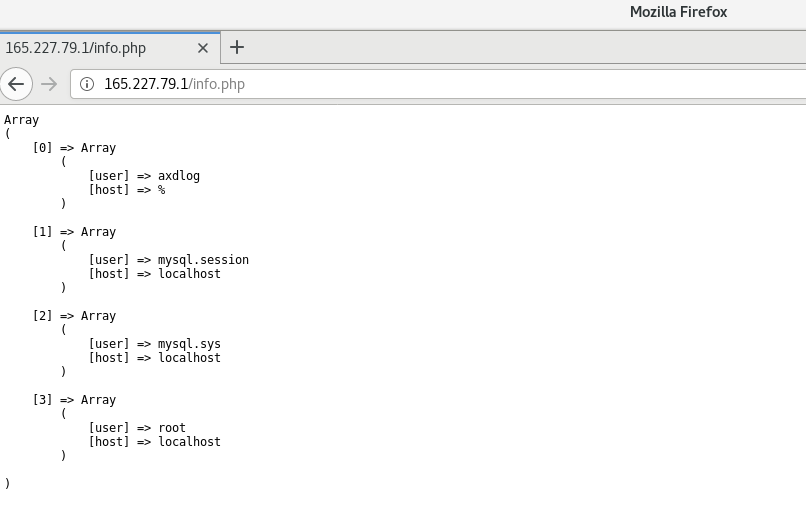 Mozilla Firefox
165.227.79.1/info.php
165.227.79.1/info.php
Array
(
    [0] => Array
        (
            [user] => axdlog
            [host] => %
        )

    [1] => Array
        (
            [user] => mysql.session
            [host] => localhost
        )

    [2] => Array
        (
            [user] => mysql.sys
            [host] => localhost
        )

    [3] => Array
        (
            [user] => root
            [host] => localhost
        )

)